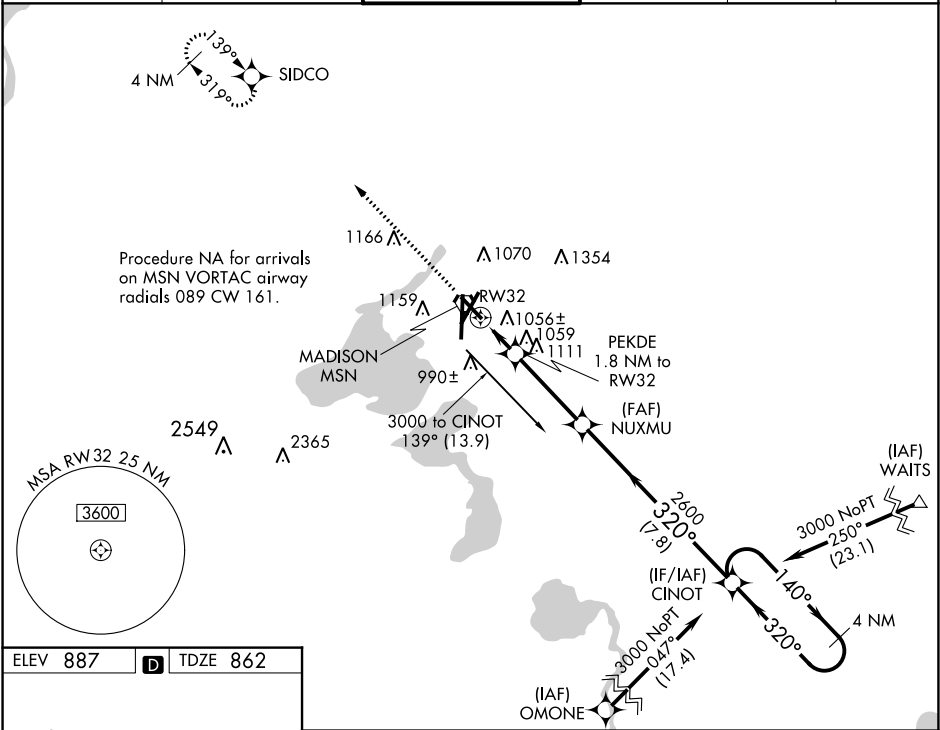 139°
319°
4 NM
SIDCO
Procedure NA for arrivals
on MSN VORTAC airway
radials 089 CW 161.
1166
1070
1354
1159
RW32
1056±
1059
1111
MADISON
MSN
990±
PEKDE
1.8 NM to
RW32
3000 to CINOT
139° (13.9)
(FAF)
NUXMU
2549
2365
MSA RW32 25 NM
3600
(IAF)
WAITS
2600
320°
(7.8)
3000 NoPT
250°
(23.1)
(IF/IAF)
CINOT
140°
320°
4 NM
3000 NoPT
047°
(17.4)
(IAF)
OMONE
ELEV 887 D TDZE 862